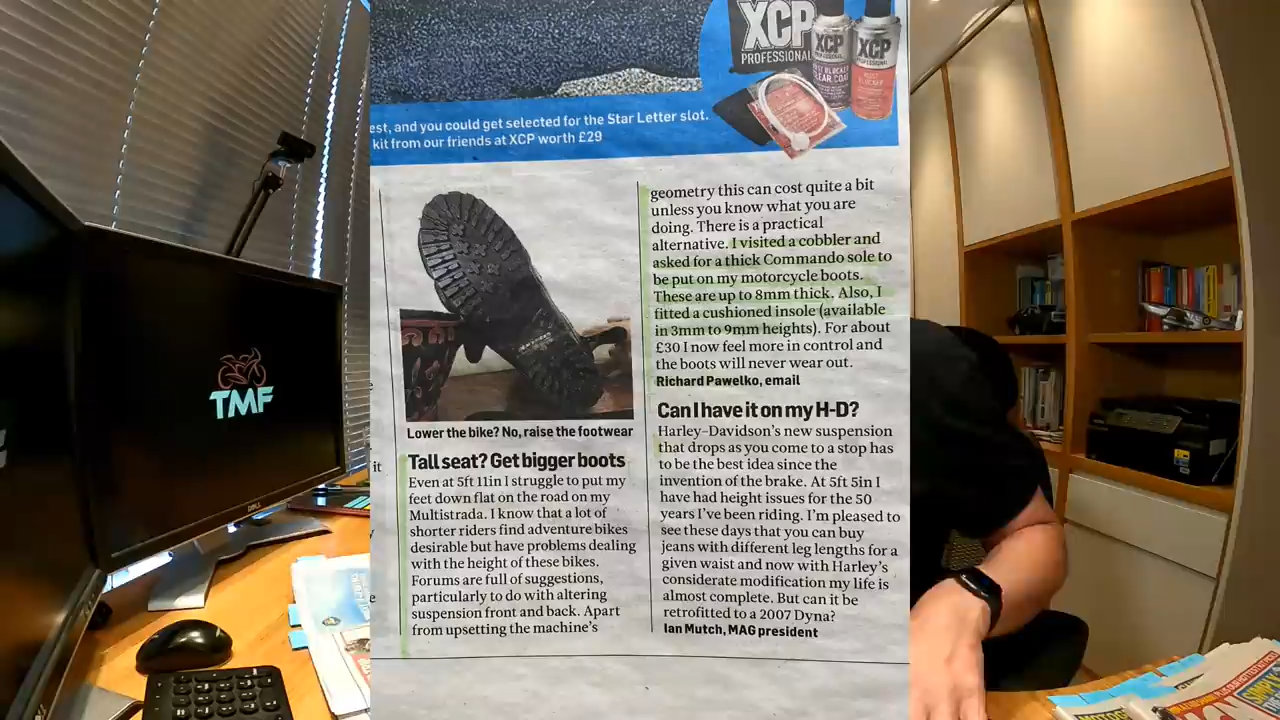 XCP
PROFESSIONAL
XCP
PROFESSIONAL
RUST BLOCKER
CLEAR COAT
XCP
PROFESSIONAL
RUST
BLOCKER
est, and you could get selected for the Star Letter slot.
kit from our friends at XCP worth £29
Lower the bike? No, raise the footwear
Tall seat? Get bigger boots
Even at 5ft 11in I struggle to put my
feet down flat on the road on my
Multistrada. I know that a lot of
shorter riders find adventure bikes
desirable but have problems dealing
with the height of these bikes.
Forums are full of suggestions,
particularly to do with altering
suspension front and back. Apart
from upsetting the machine's
geometry this can cost quite a bit
unless you know what you are
doing. There is a practical
alternative. I visited a cobbler and
asked for a thick Commando sole to
be put on my motorcycle boots.
These are up to 8mm thick. Also, I
fitted a cushioned insole (available
in 3mm to 9mm heights). For about
£30 I now feel more in control and
the boots will never wear out.
Richard Pawelko, email
Can I have it on my H-D?
Harley-Davidson's new suspension
that drops as you come to a stop has
to be the best idea since the
invention of the brake. At 5ft 5in I
have had height issues for the 50
years I've been riding. I'm pleased to
see these days that you can buy
jeans with different leg lengths for a
given waist and now with Harley's
considerate modification my life is
almost complete. But can it be
retrofitted to a 2007 Dyna?
Ian Mutch, MAG president
it
e
TMF
DELL